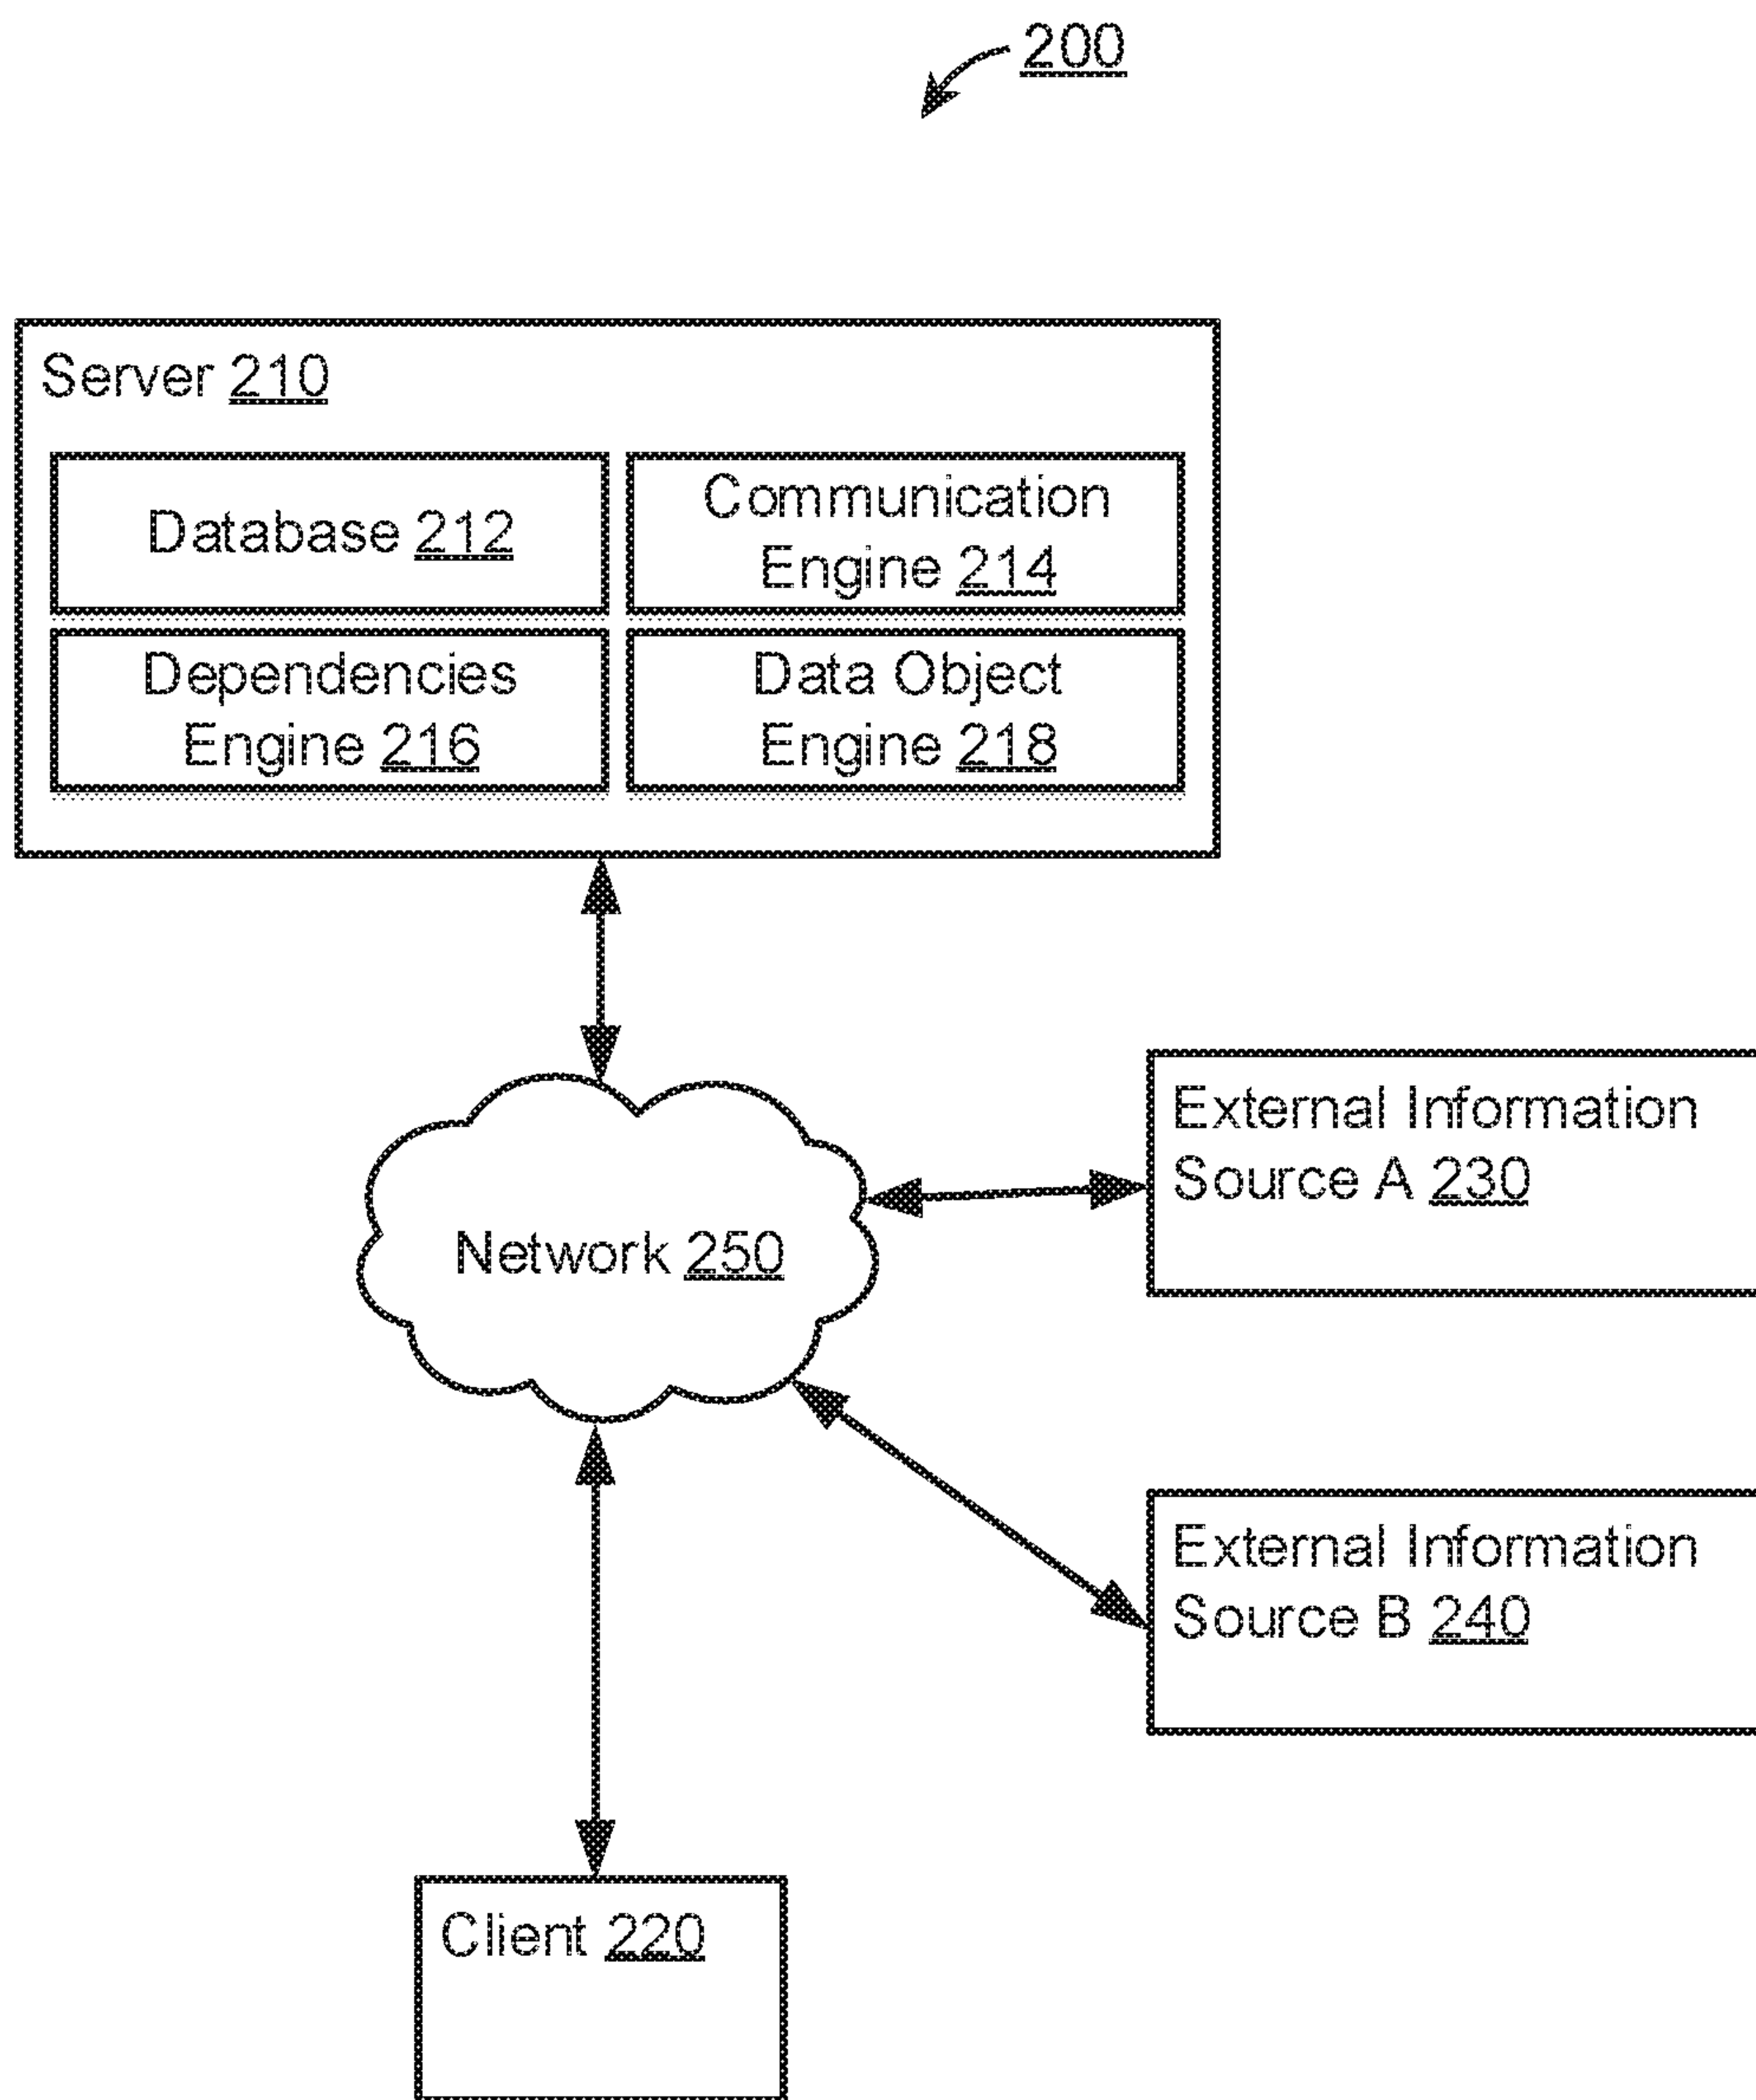 200
Server 210
Database 212
Communication
Engine 214
Dependencies
Engine 216
Data Object
Engine 218
Network 250
External Information
Source A 230
External Information
Source B 240
Client 220